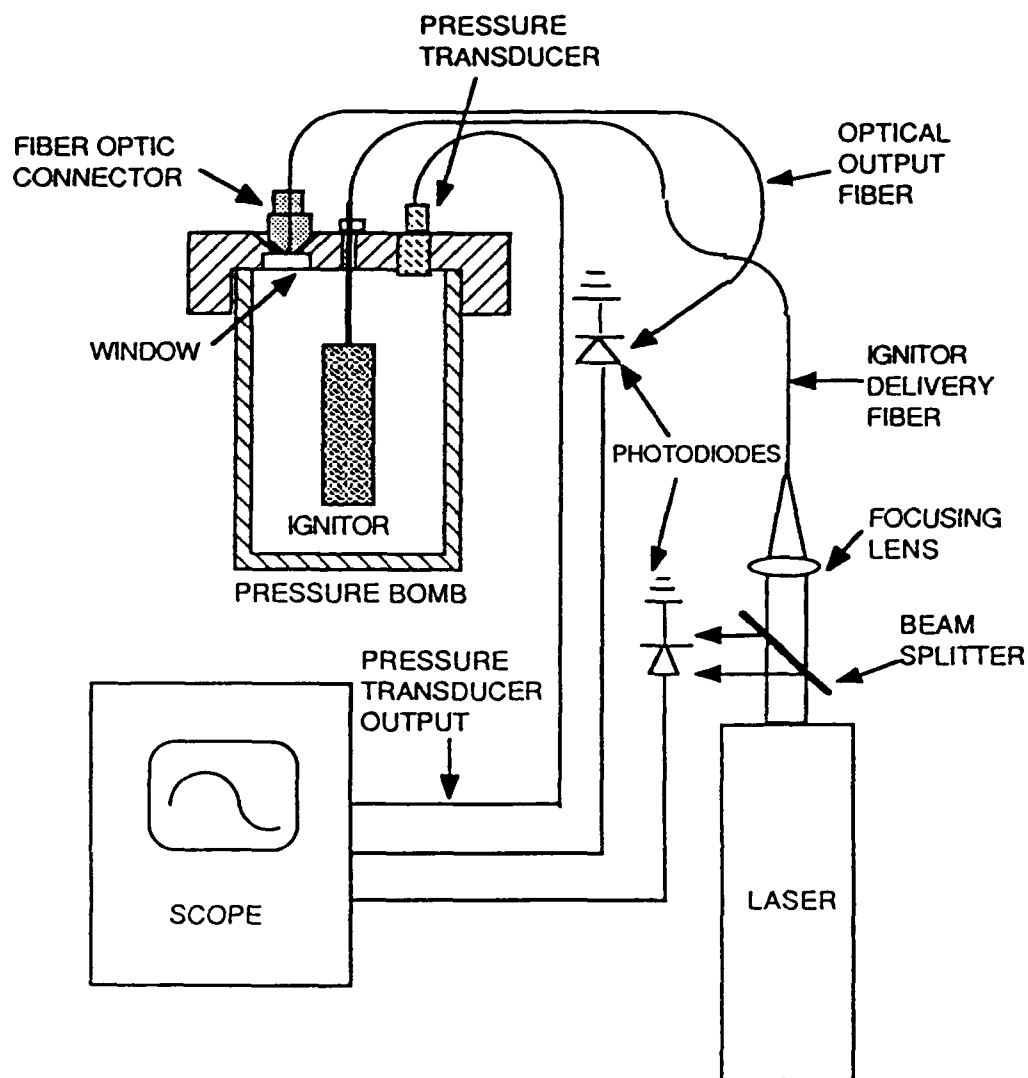 PRESSURE
TRANSDUCER
FIBER OPTIC
CONNECTOR
OPTICAL
OUTPUT
FIBER
WINDOW
IGNITOR
DELIVERY
FIBER
PHOTODIODES
IGNITOR
FOCUSING
LENS
PRESSURE BOMB
BEAM
SPLITTER
PRESSURE
TRANSDUCER
OUTPUT
LASER
SCOPE